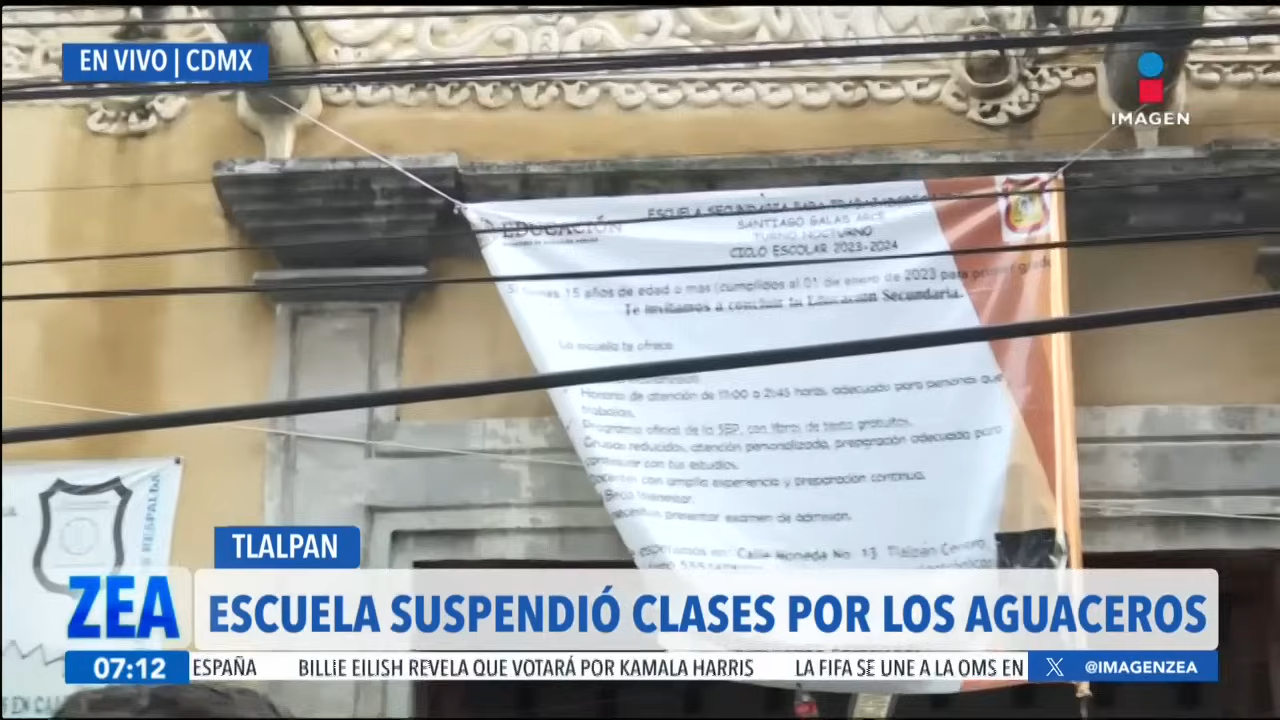 EN VIVO | CDMX
IMAGEN
EDUCACIÓN
ESCUELA SECUNDARIA PARA TRABAJADORES
SANTIAGO GALAS ARCE
TURNO NOCTURNO
CICLO ESCOLAR 2023-2024
15 años de edad o mas (cumplidos al 01 de enero de 2023 para
Te invitamos a concluir tu Educación Secundaria.
La escuela te ofrece
Horario de atención de 17:00 a 21:45 horas, adecuado para personas que
trabajan.
Programa oficial de la SEP, con libros de texto gratuitos.
Grupos reducidos, atención personalizada, preparación adecuada para
continuar con tus estudios.
Docentes con amplia experiencia y preparación continua.
Beca Bienestar.
presentar examen de admisión.
Calle Moneda No. 13, Tlalpan Centro,
RESPALDA
TLALPAN
ZEA
ESCUELA SUSPENDIÓ CLASES POR LOS AGUACEROS
07:12
ESPAÑA
BILLIE EILISH REVELA QUE VOTARÁ POR KAMALA HARRIS
LA FIFA SE UNE A LA OMS EN
X @IMAGENZEA